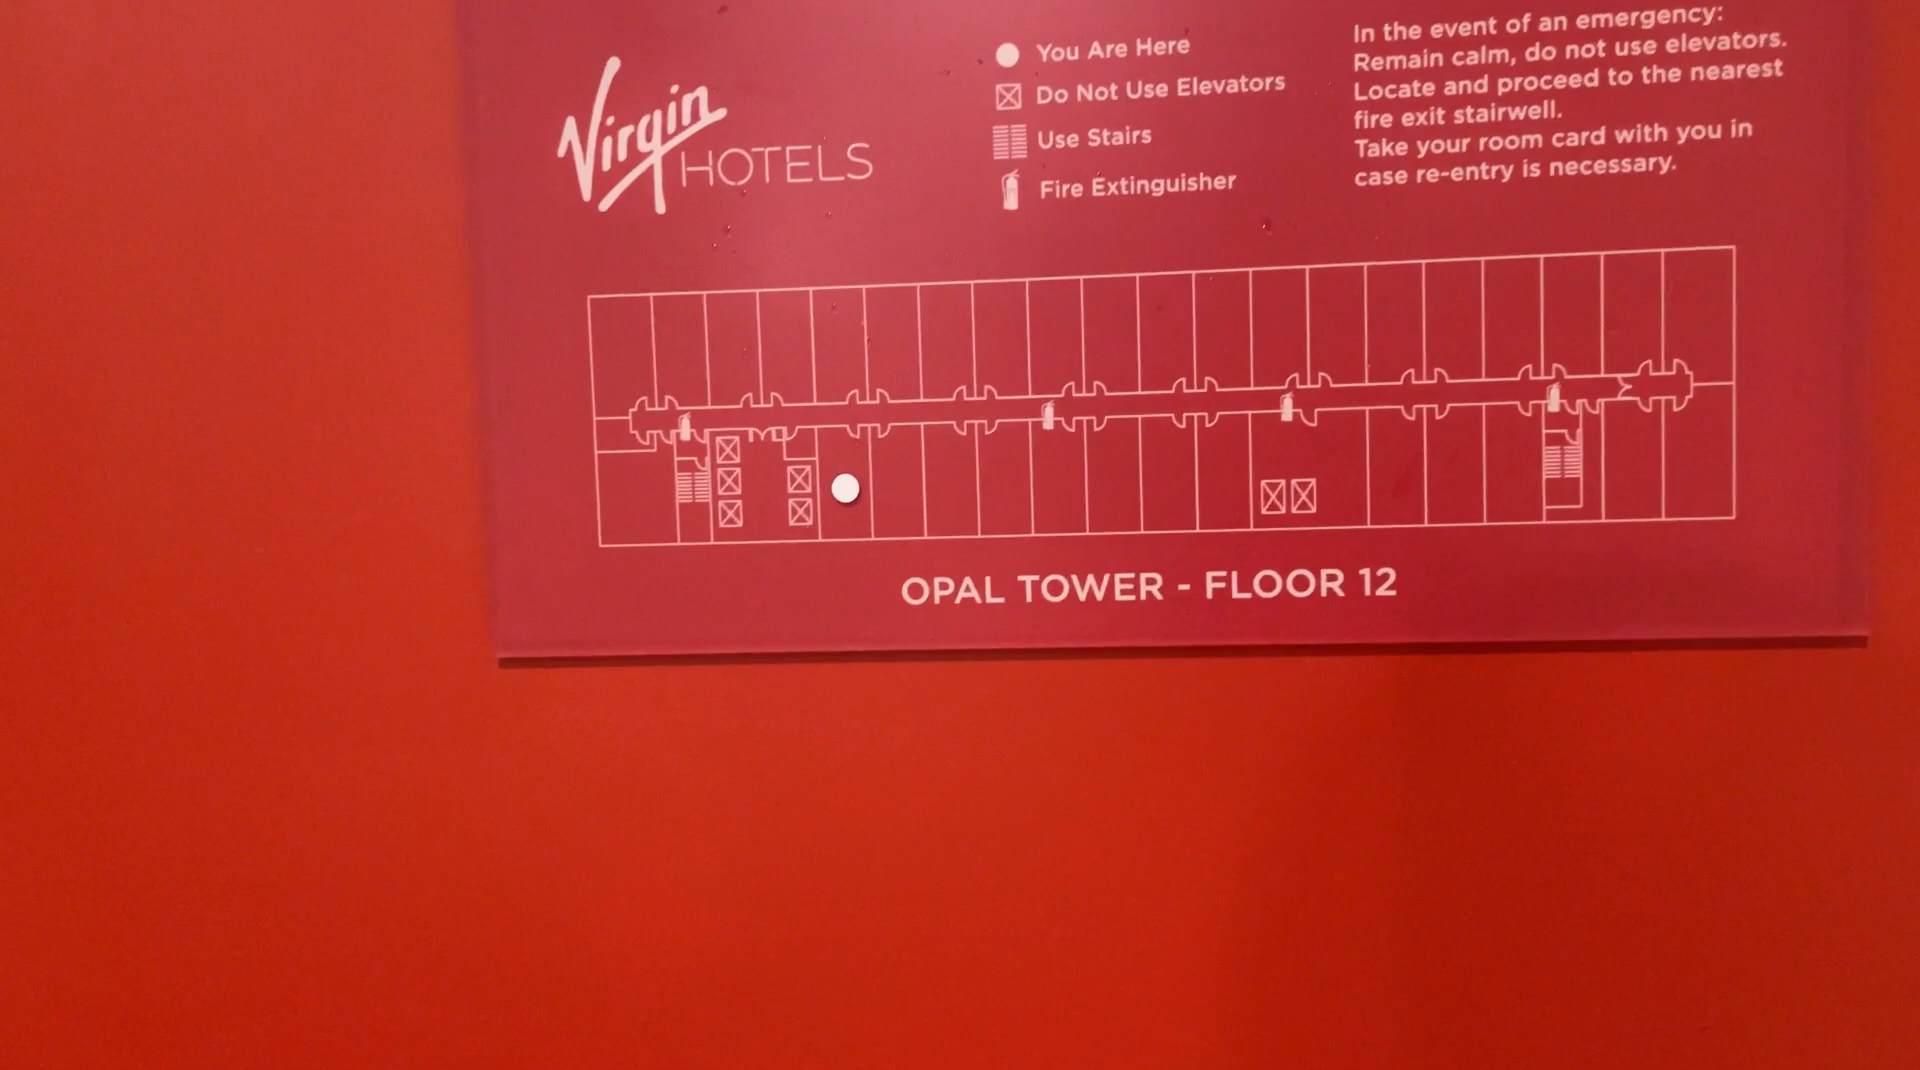 Virgin HOTELS
You Are Here
Do Not Use Elevators
Use Stairs
Fire Extinguisher
In the event of an emergency:
Remain calm, do not use elevators.
Locate and proceed to the nearest
fire exit stairwell.
Take your room card with you in
case re-entry is necessary.
OPAL TOWER - FLOOR 12